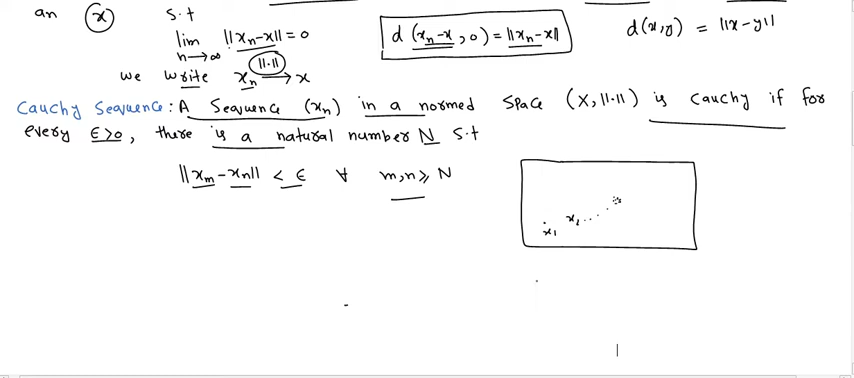 an x s.t
lim ||xₙ-x|| = 0
n→∞
d(xₙ-x, 0) = ||xₙ-x||
d(x,y) = ||x-y||
we write xₙ —||·||→ x
Cauchy Sequence: A Sequence (xₙ) in a normed space (X, ||·||) is cauchy if for
every ϵ>0, there is a natural number N s.t
||xₘ-xₙ|| < ϵ ∀ m,n ⩾ N
x₁ x₂ ....